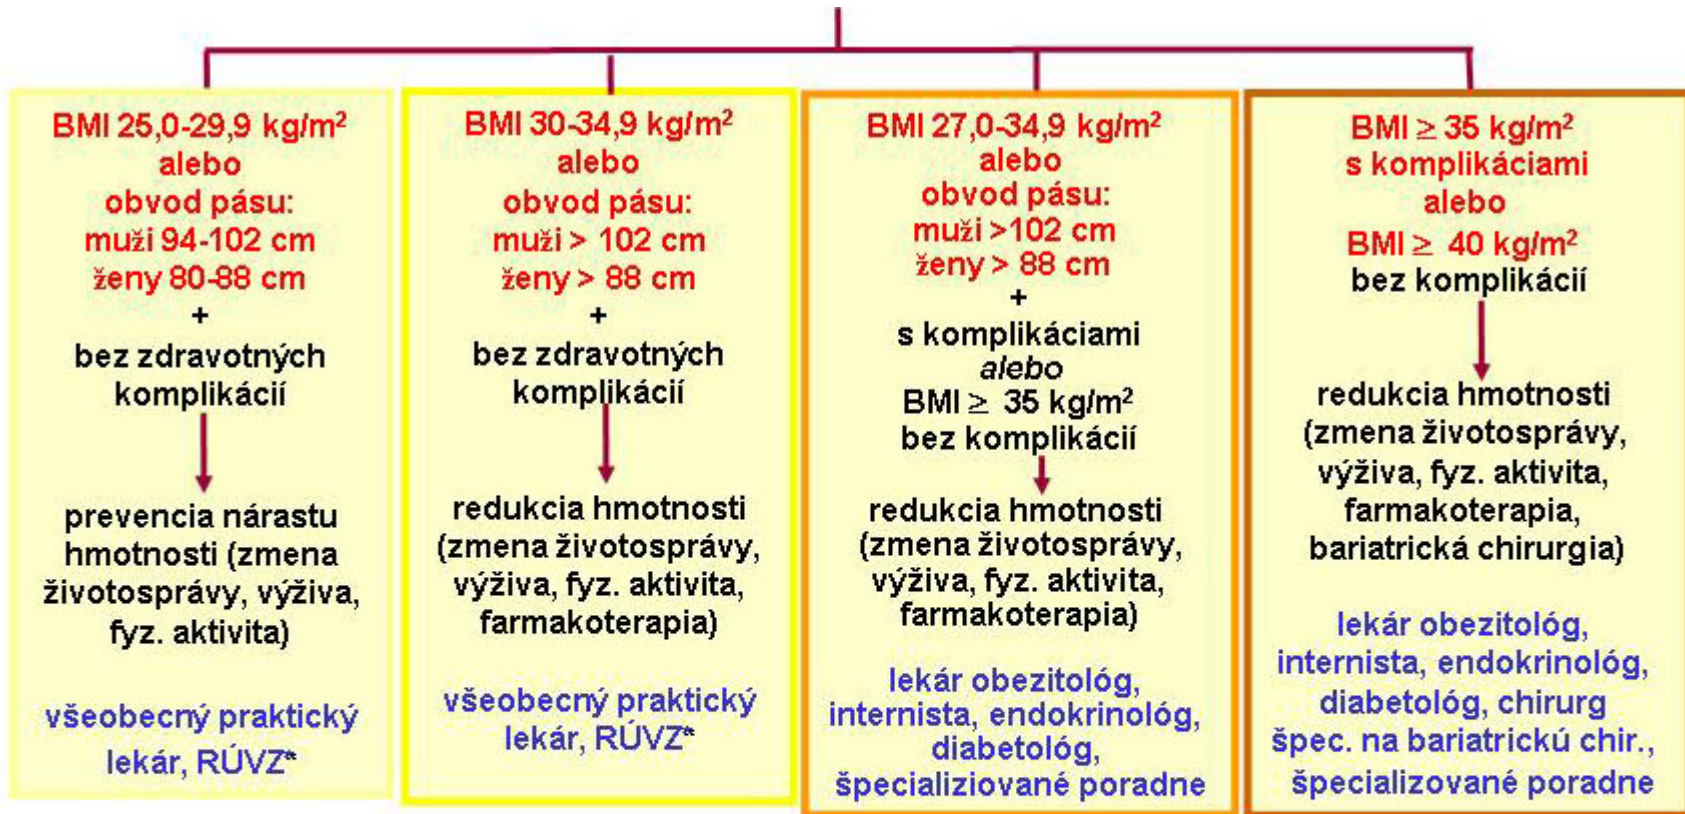 BMI 25,0-29,9 kg/m²
alebo
obvod pásu:
muži 94-102 cm
ženy 80-88 cm
+
bez zdravotných
komplikácií
prevencia nárastu
hmotnosti (zmena
životosprávy, výživa,
fyz. aktivita)
všeobecný praktický
lekár, RÚVZ*
BMI 30-34,9 kg/m²
alebo
obvod pásu:
muži > 102 cm
ženy > 88 cm
+
bez zdravotných
komplikácií
redukcia hmotnosti
(zmena životosprávy,
výživa, fyz. aktivita,
farmakoterapia)
všeobecný praktický
lekár, RÚVZ*
BMI 27,0-34,9 kg/m²
alebo
obvod pásu:
muži >102 cm
ženy > 88 cm
+
s komplikáciami
alebo
BMI ≥ 35 kg/m²
bez komplikácií
redukcia hmotnosti
(zmena životosprávy,
výživa, fyz. aktivita,
farmakoterapia)
lekár obezitológ,
internista, endokrinológ,
diabetológ,
špecializiované poradne
BMI ≥ 35 kg/m²
s komplikáciami
alebo
BMI ≥ 40 kg/m²
bez komplikácií
redukcia hmotnosti
(zmena životosprávy,
výživa, fyz. aktivita,
farmakoterapia,
bariatrická chirurgia)
lekár obezitológ,
internista, endokrinológ,
diabetológ, chirurg
špec. na bariatrickú chir.,
špecializované poradne